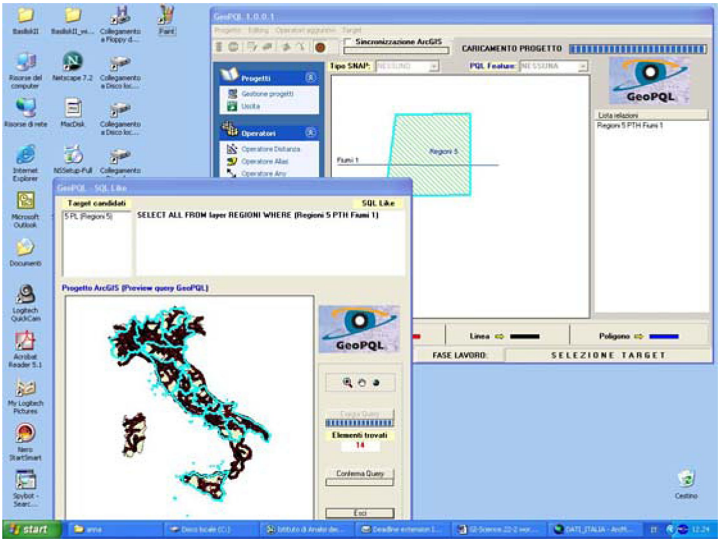 BasiliskII
BasiliskII_wi...
Collegamento
a Floppy d...
Paint
Risorse del
computer
Netscape 7.2
Collegamento
a Disco loc...
Risorse di rete
MacDisk
Collegamento
a Disco loc...
Internet
Explorer
NSSetup-Full
Collegamento
Microsoft
Outlook
Documenti
Logitech
QuickCam
Acrobat
Reader 5.1
My Logitech
Pictures
Nero
StartSmart
Spybot -
Searc...
GeoPQL 1.0.0.1
Progetto Editing Operatori aggiuntivi Target
Sincronizzazione ArcGIS
CARICAMENTO PROGETTO
Tipo SNAP:
NESSUNO
PQL Feature:
NESSUNA
Progetti
Gestione progetti
Uscita
Operatori
Operatore Distanza
Operatore Alias
Operatore Any
Fiumi 1
Regioni 5
GeoPQL
Lista relazioni
Regioni 5 PTH Fiumi 1
Linea
Poligono
FASE LAVORO:
SELEZIONE TARGET
GeoPQL - SQL Like
Target candidati
SQL Like
5 PL (Regioni 5)
SELECT ALL FROM layer REGIONI WHERE (Regioni 5 PTH Fiumi 1)
Progetto ArcGIS (Preview query GeoPQL)
GeoPQL
Esegui Query
Elementi trovati
14
Conferma Query
Esci
Cestino
start
anna
Disco locale (C:)
Istituto di Analisi dei...
Deadline extension I...
DATI_ITALIA - ArcM...
IT
12.24